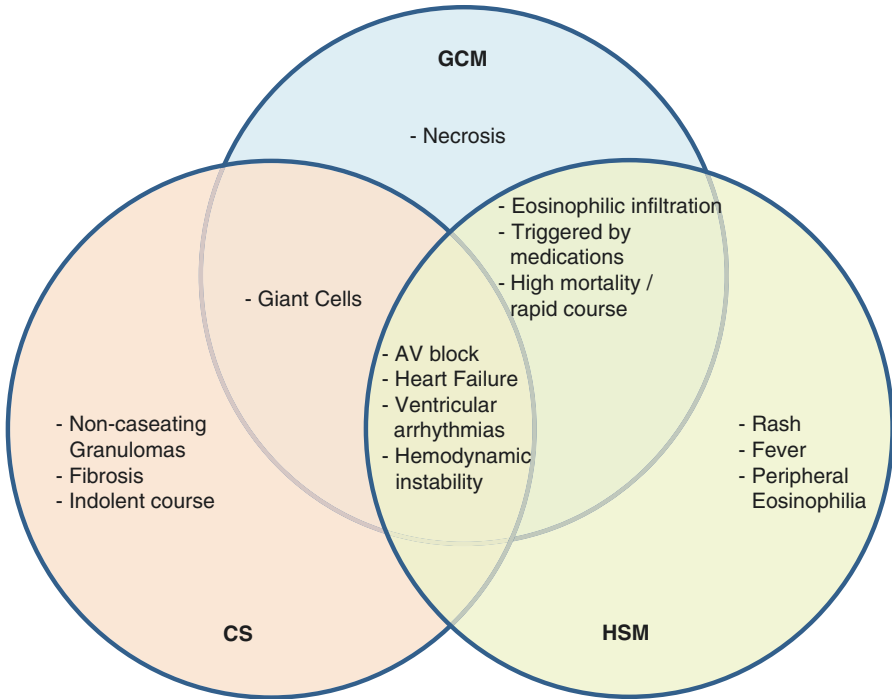 GCM
- Necrosis
- Eosinophilic infiltration
- Triggered by
medications
- High mortality /
rapid course
- Giant Cells
- AV block
- Heart Failure
- Ventricular
arrhythmias
- Hemodynamic
instability
- Non-caseating
Granulomas
- Fibrosis
- Indolent course
- Rash
- Fever
- Peripheral
Eosinophilia
CS
HSM